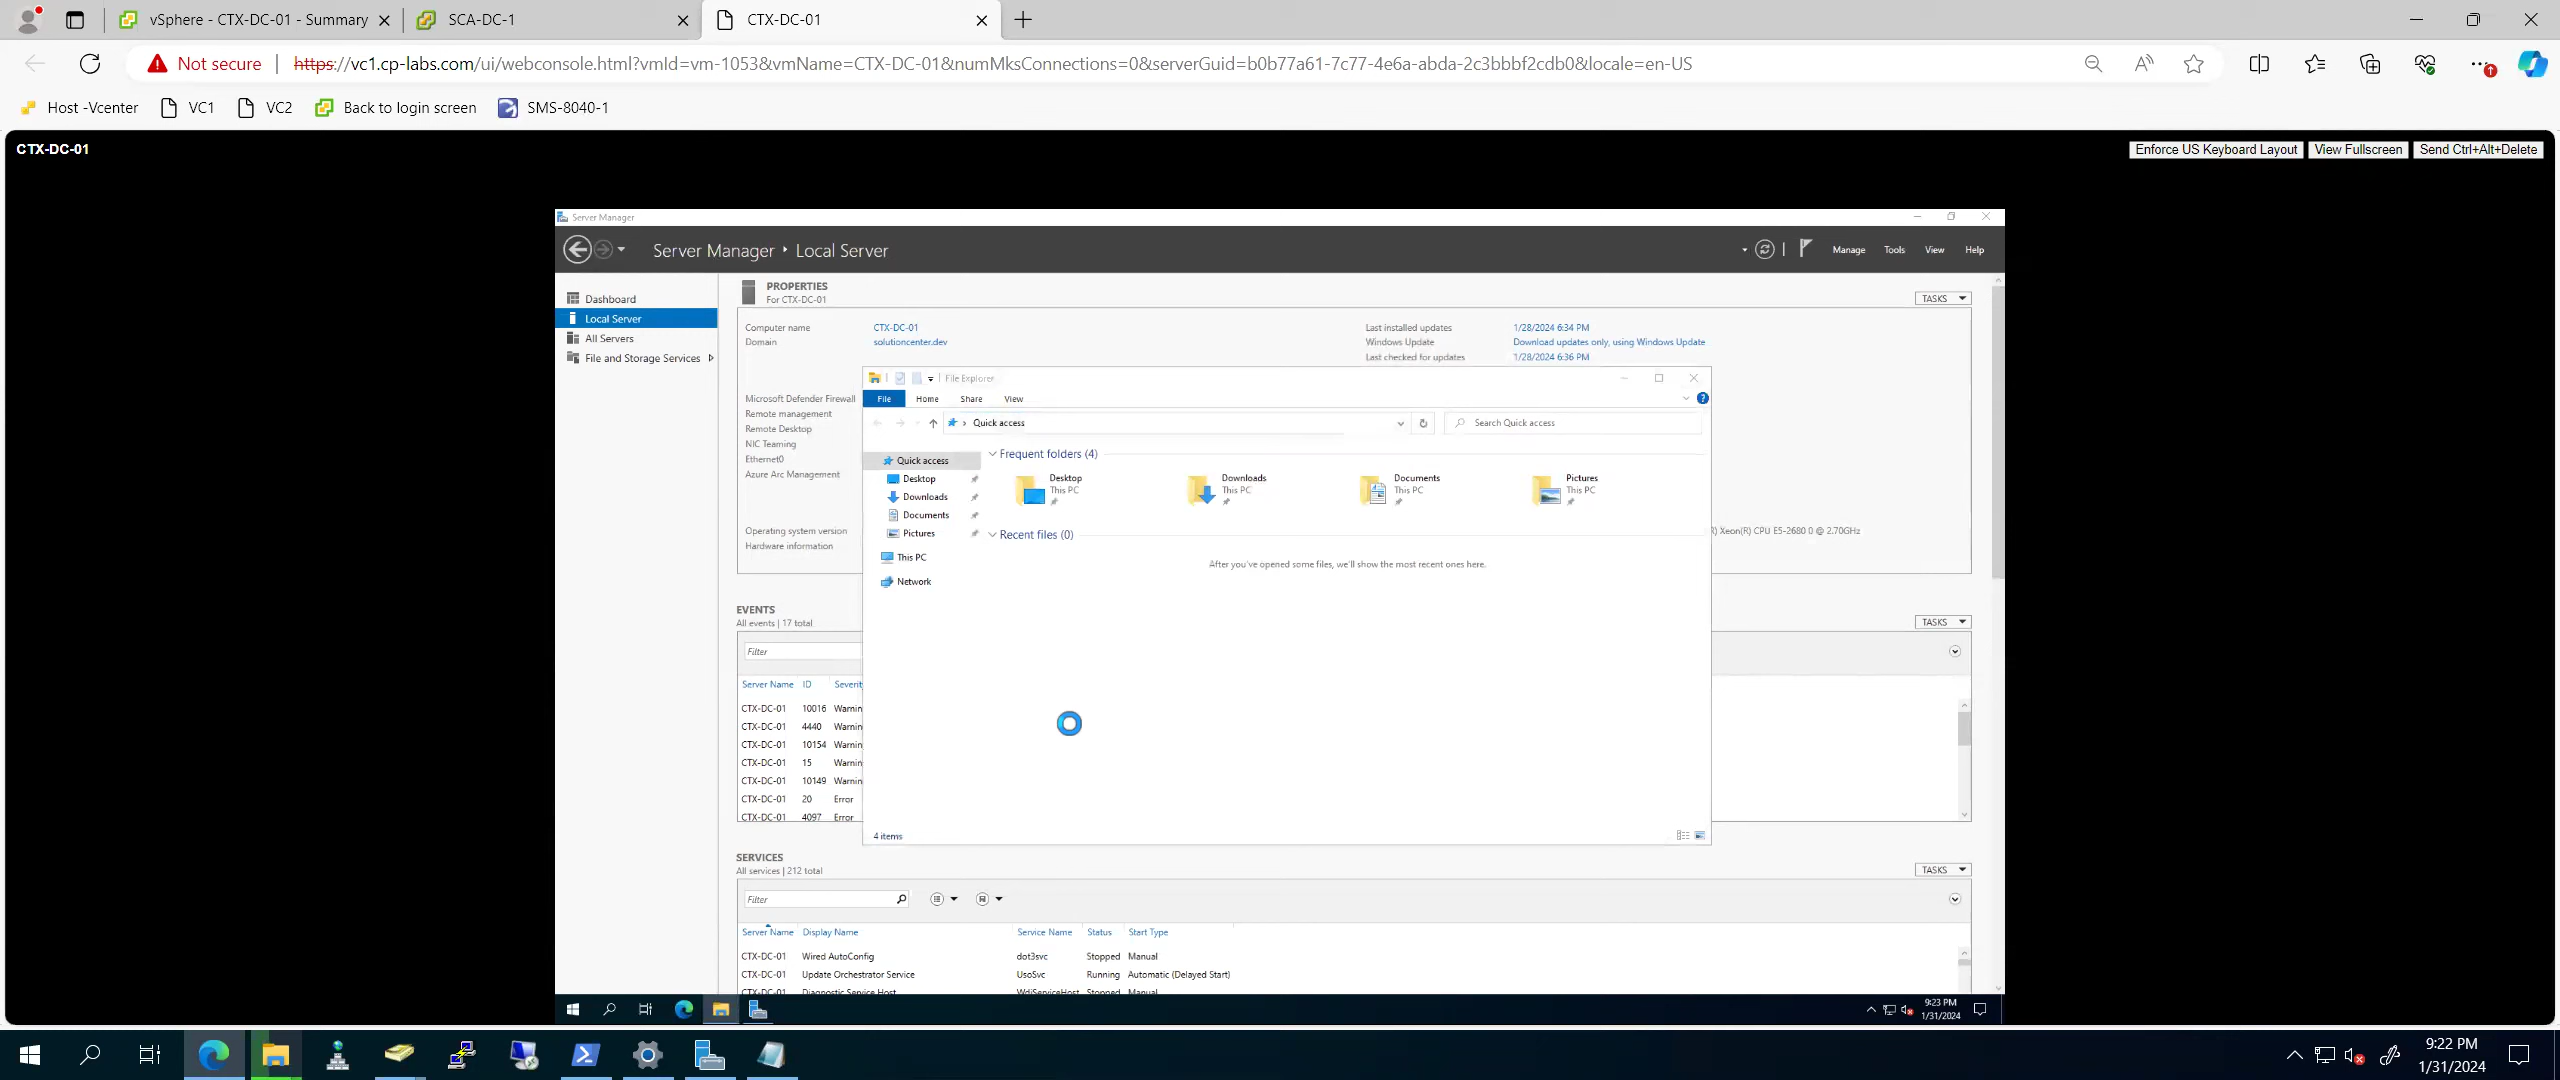 vSphere - CTX-DC-01 - Summary
SCA-DC-1
CTX-DC-01
Not secure
https://vc1.cp-labs.com/ui/webconsole.html?vmId=vm-1053&vmName=CTX-DC-01&numMksConnections=0&serverGuid=b0b77a61-7c77-4e6a-abda-2c3bbbf2cdb0&locale=en-US
Host -Vcenter
VC1
VC2
Back to login screen
SMS-8040-1
CTX-DC-01
Enforce US Keyboard Layout
View Fullscreen
Send Ctrl+Alt+Delete
Server Manager
Server Manager ‣ Local Server
Manage
Tools
View
Help
Dashboard
Local Server
All Servers
File and Storage Services
PROPERTIES
For CTX-DC-01
TASKS
Computer name
CTX-DC-01
Domain
solutioncenter.dev
Last installed updates
1/28/2024 6:34 PM
Windows Update
Download updates only, using Windows Update
Last checked for updates
1/28/2024 6:36 PM
Microsoft Defender Firewall
Remote management
Remote Desktop
NIC Teaming
Ethernet0
Azure Arc Management
Operating system version
Hardware information
R) Xeon(R) CPU E5-2680 0 @ 2.70GHz
File Explorer
File
Home
Share
View
Quick access
Search Quick access
Quick access
Desktop
Downloads
Documents
Pictures
This PC
Network
Frequent folders (4)
Desktop
This PC
Downloads
This PC
Documents
This PC
Pictures
This PC
Recent files (0)
After you've opened some files, we'll show the most recent ones here.
4 items
EVENTS
All events | 17 total
TASKS
Filter
Server Name ID Severit
CTX-DC-01 10016 Warnin
CTX-DC-01 4440 Warnin
CTX-DC-01 10154 Warnin
CTX-DC-01 15 Warnin
CTX-DC-01 10149 Warnin
CTX-DC-01 20 Error
CTX-DC-01 4097 Error
SERVICES
All services | 212 total
TASKS
Filter
Server Name Display Name Service Name Status Start Type
CTX-DC-01 Wired AutoConfig dot3svc Stopped Manual
CTX-DC-01 Update Orchestrator Service UsoSvc Running Automatic (Delayed Start)
CTX-DC-01 Diagnostic Service Host WdiServiceHost Stopped Manual
9:23 PM
1/31/2024
9:22 PM
1/31/2024